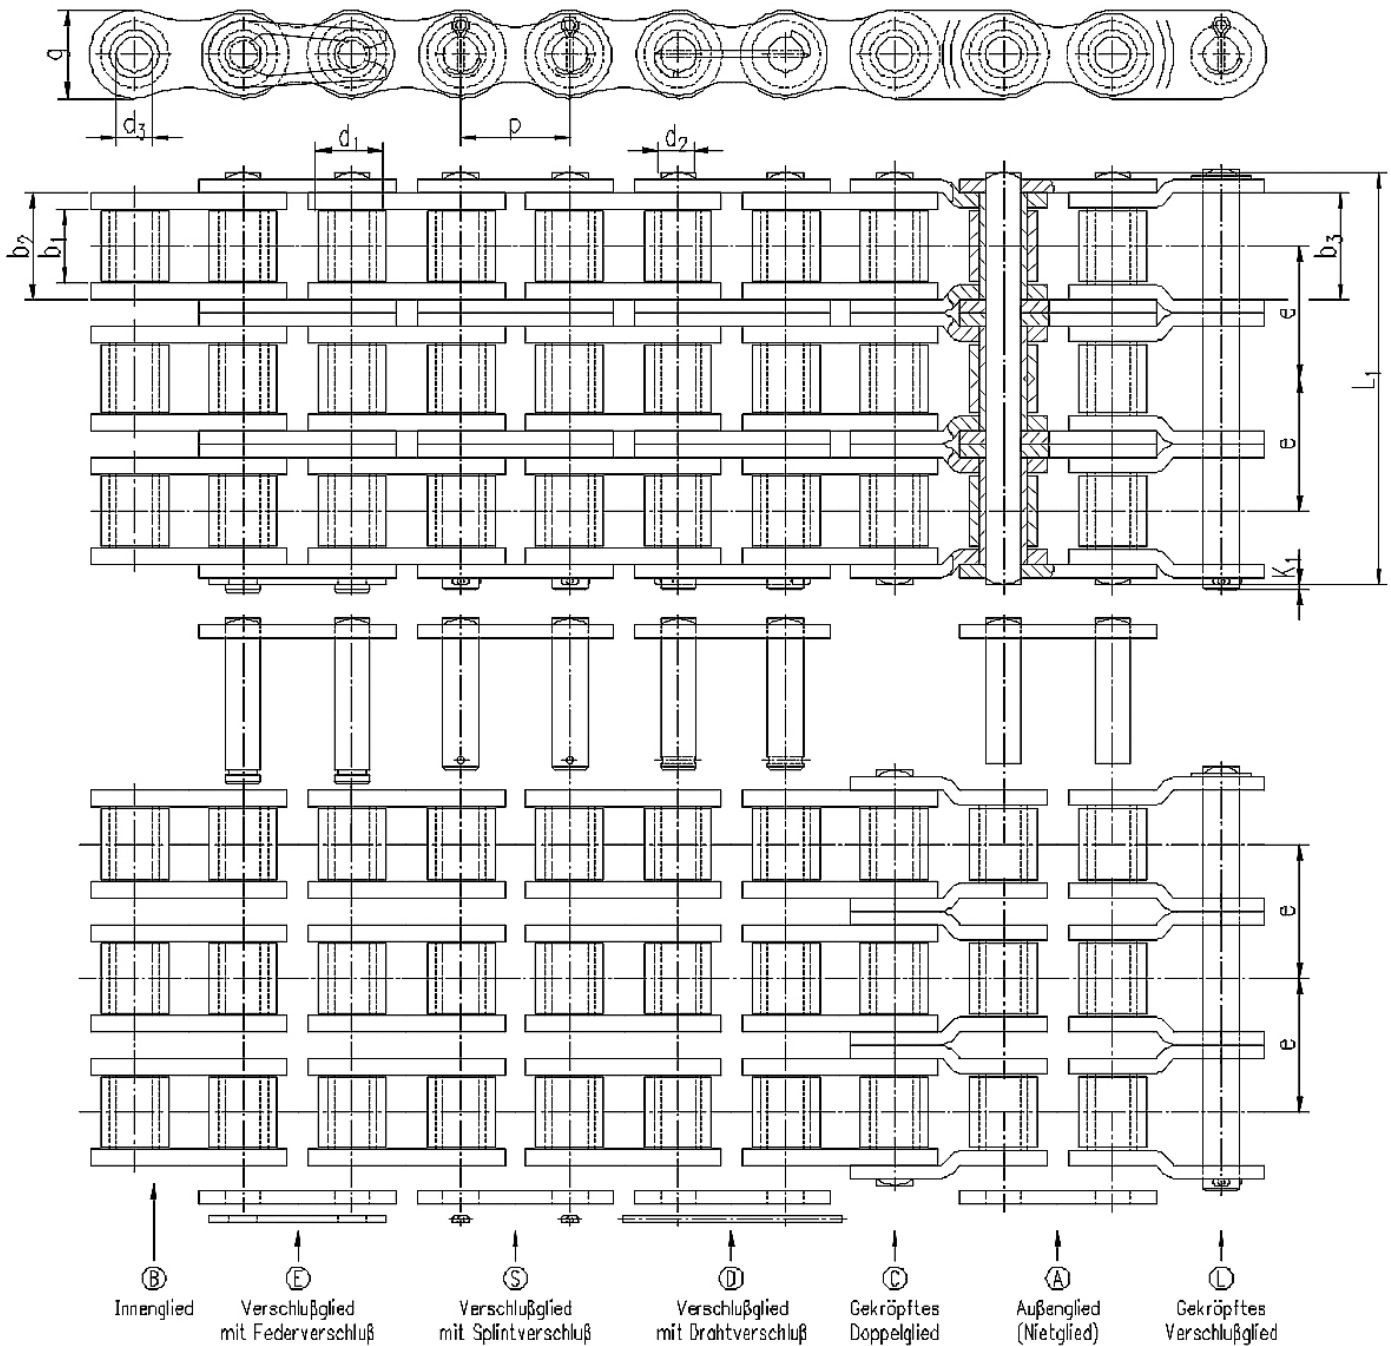 g
d3
d1
p
d2
b2
b1
b3
e
e
L1
K1
e
e
B
E
S
D
C
A
L
Innenglied
Verschlußglied
mit Federverschluß
Verschlußglied
mit Splintverschluß
Verschlußglied
mit Drahtverschluß
Gekröpftes
Doppelglied
Außenglied
(Nietglied)
Gekröpftes
Verschlußglied